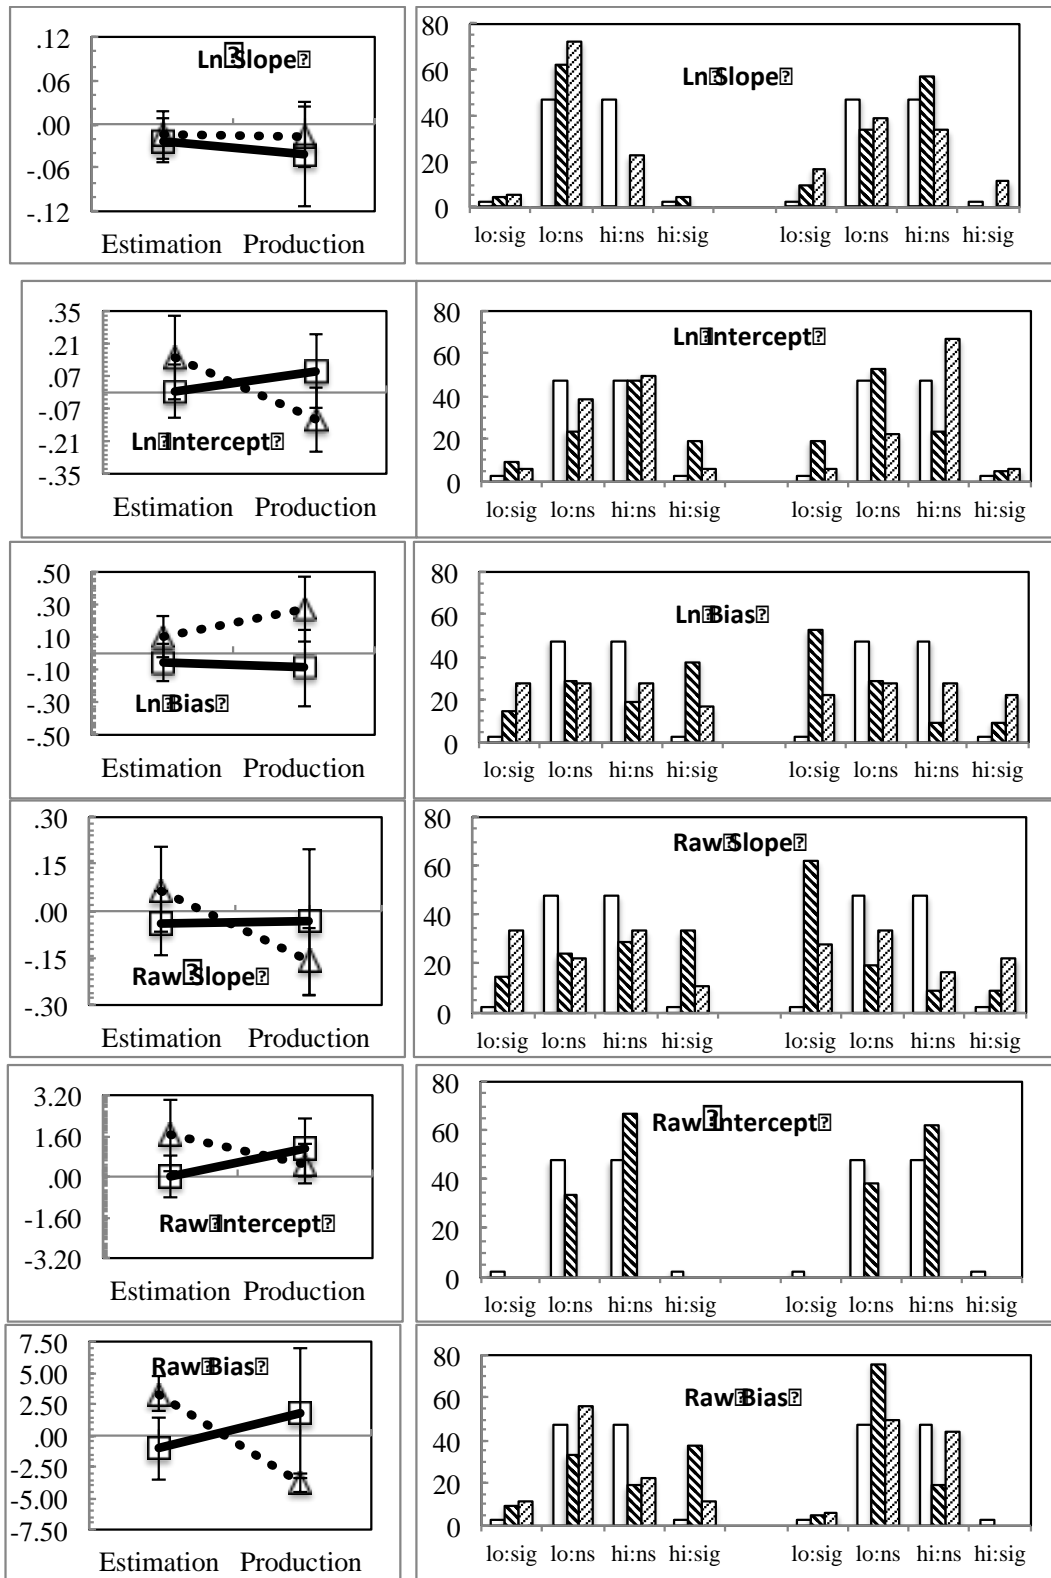 .12
.06
.00
-.06
-.12
Ln Slope
Estimation Production
80
60
40
20
0
Ln Slope
lo:sig lo:ns hi:ns hi:sig lo:sig lo:ns hi:ns hi:sig
.35
.21
.07
-.07
-.21
-.35
Ln Intercept
Estimation Production
80
60
40
20
0
Ln Intercept
lo:sig lo:ns hi:ns hi:sig lo:sig lo:ns hi:ns hi:sig
.50
.30
.10
-.10
-.30
-.50
Ln Bias
Estimation Production
80
60
40
20
0
Ln Bias
lo:sig lo:ns hi:ns hi:sig lo:sig lo:ns hi:ns hi:sig
.30
.15
.00
-.15
-.30
Raw Slope
Estimation Production
80
60
40
20
0
Raw Slope
lo:sig lo:ns hi:ns hi:sig lo:sig lo:ns hi:ns hi:sig
3.20
1.60
.00
-1.60
-3.20
Raw Intercept
Estimation Production
80
60
40
20
0
Raw Intercept
lo:sig lo:ns hi:ns hi:sig lo:sig lo:ns hi:ns hi:sig
7.50
5.00
2.50
.00
-2.50
-5.00
-7.50
Raw Bias
Estimation Production
80
60
40
20
0
Raw Bias
lo:sig lo:ns hi:ns hi:sig lo:sig lo:ns hi:ns hi:sig